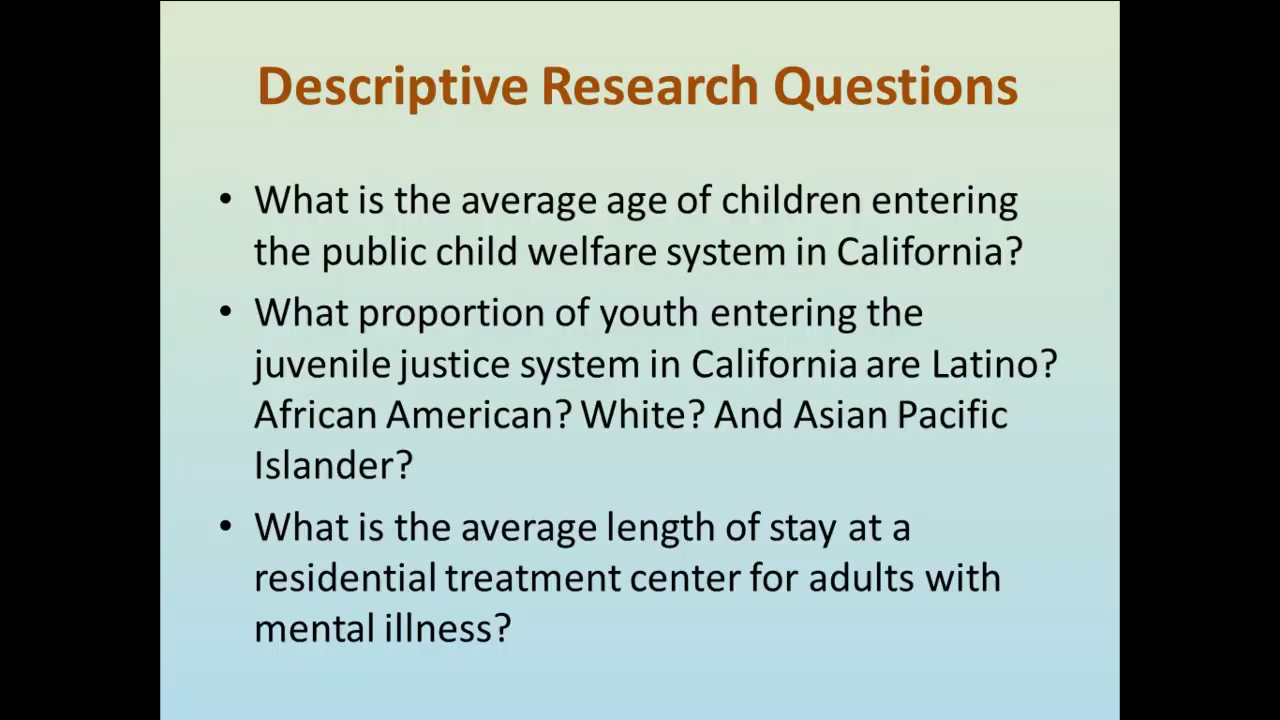 Descriptive Research Questions
• What is the average age of children entering
the public child welfare system in California?
• What proportion of youth entering the
juvenile justice system in California are Latino?
African American? White? And Asian Pacific
Islander?
• What is the average length of stay at a
residential treatment center for adults with
mental illness?